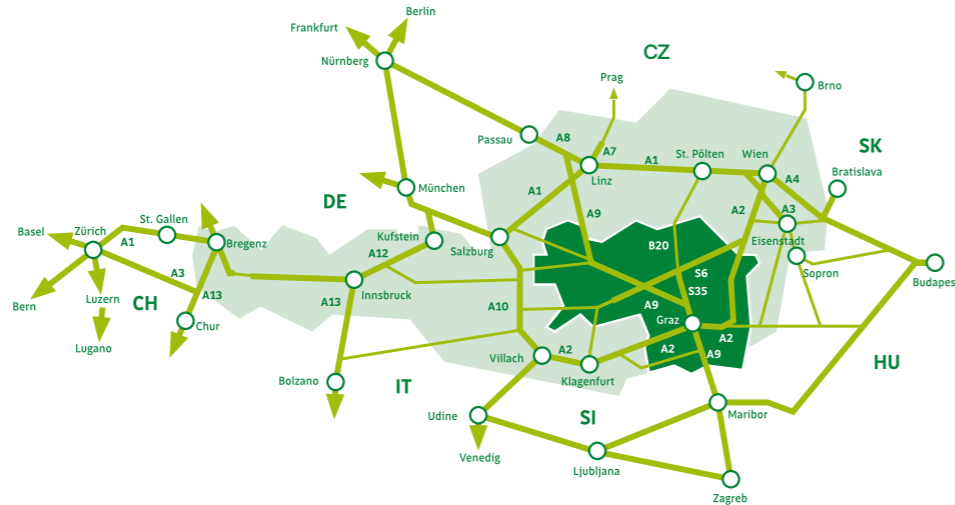 Berlin
Frankfurt
Nürnberg
CZ
Prag
Brno
Passau
A8
A7
A1
St. Pölten
Wien
SK
Linz
A4
Bratislava
München
DE
A1
A9
A2
A3
Basel
Zürich
St. Gallen
A1
Bregenz
Kufstein
A12
Salzburg
B20
Eisenstadt
Sopron
A3
S6
Budapes
Bern
Luzern
CH
A13
Innsbruck
A13
S35
A10
A9
Graz
Lugano
Chur
A2
A2
A9
Villach
A2
Klagenfurt
HU
Bolzano
IT
Udine
SI
Maribor
Venedig
Ljubljana
Zagreb